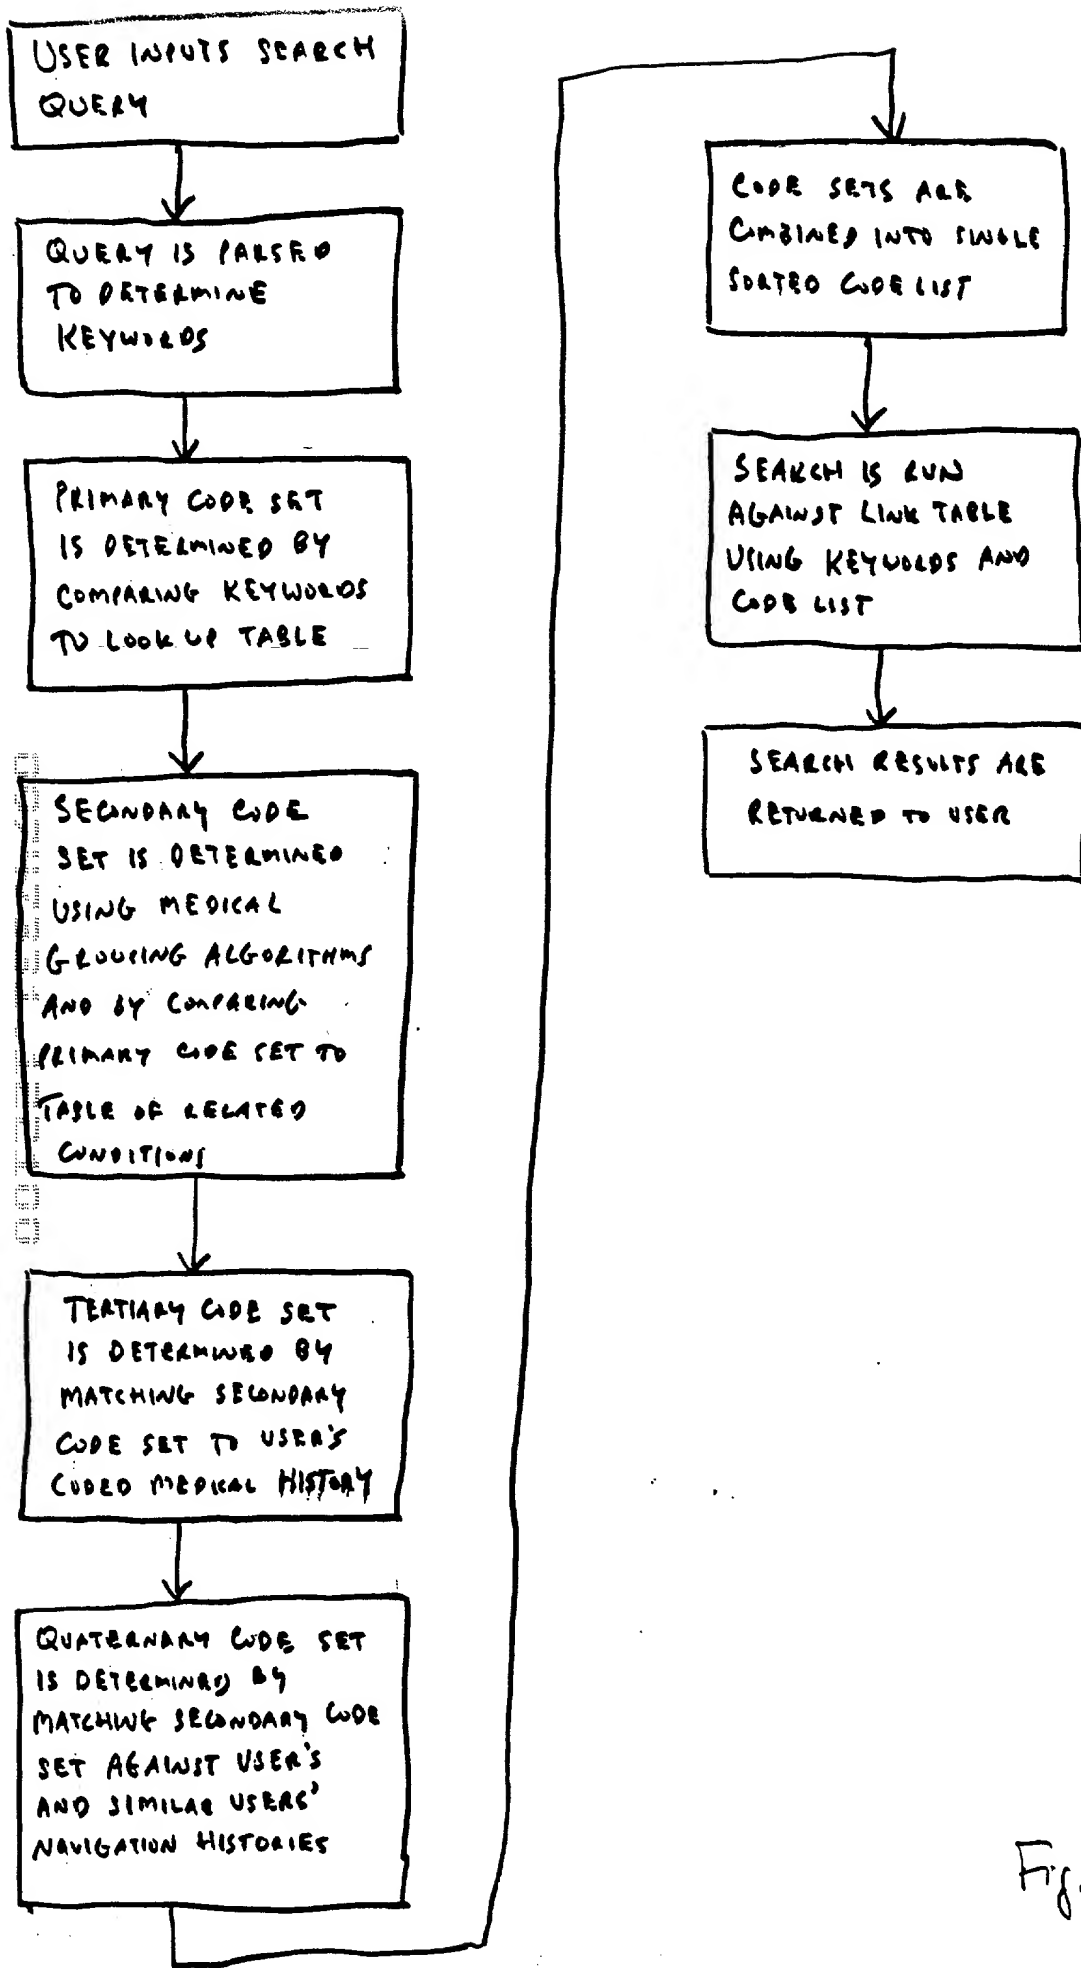 USER INPUTS SEARCH
QUERY
QUERY IS PARSED
TO DETERMINE
KEYWORDS
PRIMARY CODE SET
IS DETERMINED BY
COMPARING KEYWORDS
TO LOOK UP TABLE
SECONDARY CODE
SET IS DETERMINED
USING MEDICAL
GROUPING ALGORITHMS
AND BY COMPARING
PRIMARY CODE SET TO
TABLE OF RELATED
CONDITIONS
TERTIARY CODE SET
IS DETERMINED BY
MATCHING SECONDARY
CODE SET TO USER'S
CODED MEDICAL HISTORY
QUATERNARY CODE SET
IS DETERMINED BY
MATCHING SECONDARY CODE
SET AGAINST USER'S
AND SIMILAR USERS'
NAVIGATION HISTORIES
CODE SETS ARE
COMBINED INTO SINGLE
SORTED CODE LIST
SEARCH IS RUN
AGAINST LINK TABLE
USING KEYWORDS AND
CODE LIST
SEARCH RESULTS ARE
RETURNED TO USER
Fig.